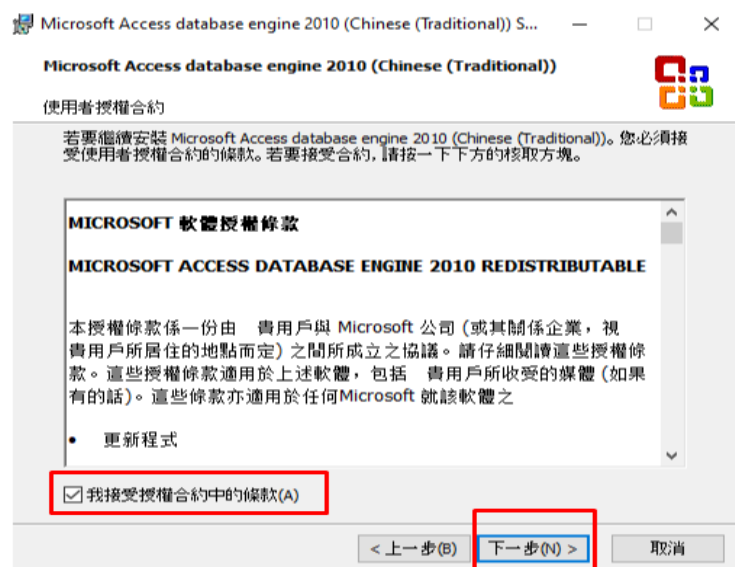 Microsoft Access database engine 2010 (Chinese (Traditional)) S...
Microsoft Access database engine 2010 (Chinese (Traditional))
使用者授權合約
若要繼續安裝 Microsoft Access database engine 2010 (Chinese (Traditional))。您必須接
受使用者授權合約的條款。若要接受合約，請按一下下方的核取方塊。
MICROSOFT 軟體授權條款
MICROSOFT ACCESS DATABASE ENGINE 2010 REDISTRIBUTABLE
本授權條款係一份由 貴用戶與 Microsoft 公司 (或其關係企業，視
貴用戶所居住的地點而定) 之間所成立之協議。請仔細閱讀這些授權條
款。這些授權條款適用於上述軟體，包括 貴用戶所收受的媒體 (如果
有的話)。這些條款亦適用於任何Microsoft 就該軟體之
• 更新程式
我接受授權合約中的條款(A)
< 上一步(B) 下一步(N) > 取消